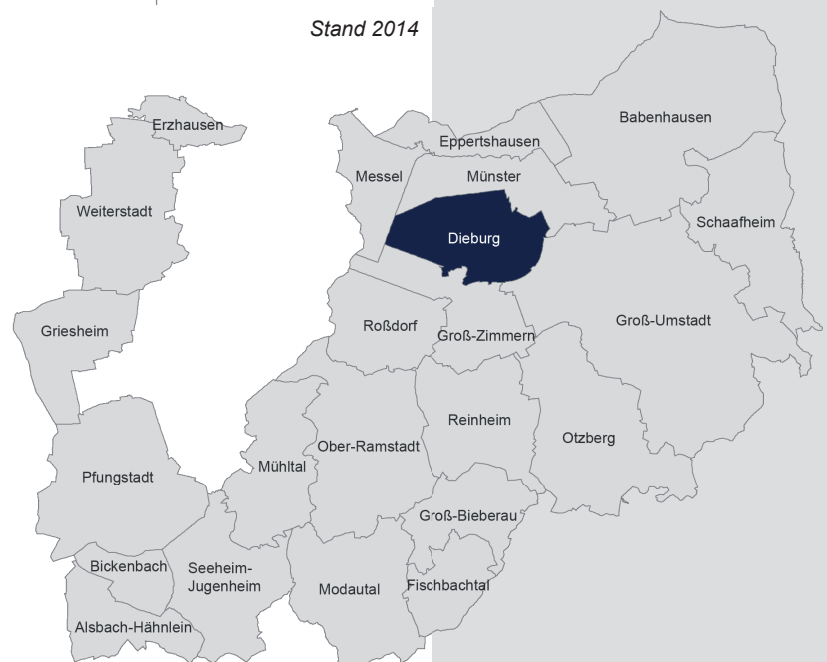 Stand 2014
Babenhausen
Erzhausen
Eppertshausen
Messel
Münster
Weiterstadt
Schaafheim
Dieburg
Griesheim
Roßdorf
Groß-Zimmern
Groß-Umstadt
Reinheim
Otzberg
Ober-Ramstadt
Mühltal
Pfungstadt
Groß-Bieberau
Bickenbach
Seeheim-
Jugenheim
Modautal
Fischbachtal
Alsbach-Hähnlein